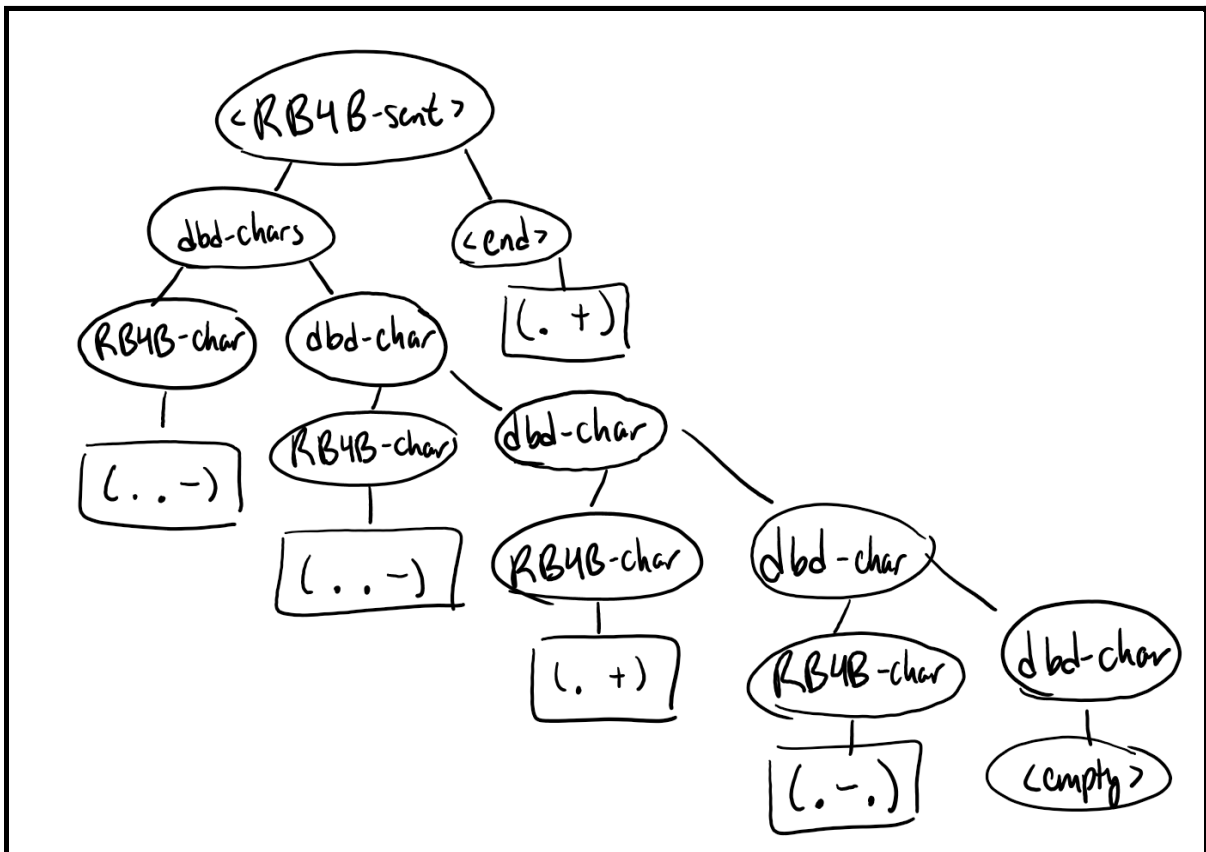 <RB4B-sent>
dbd-chars <end>
RB4B-char dbd-char (. +)
RB4B-char dbd-char
(. . -)
(. . -) RB4B-char dbd-char
(. +) RB4B-char dbd-char
(. - .) <empty>